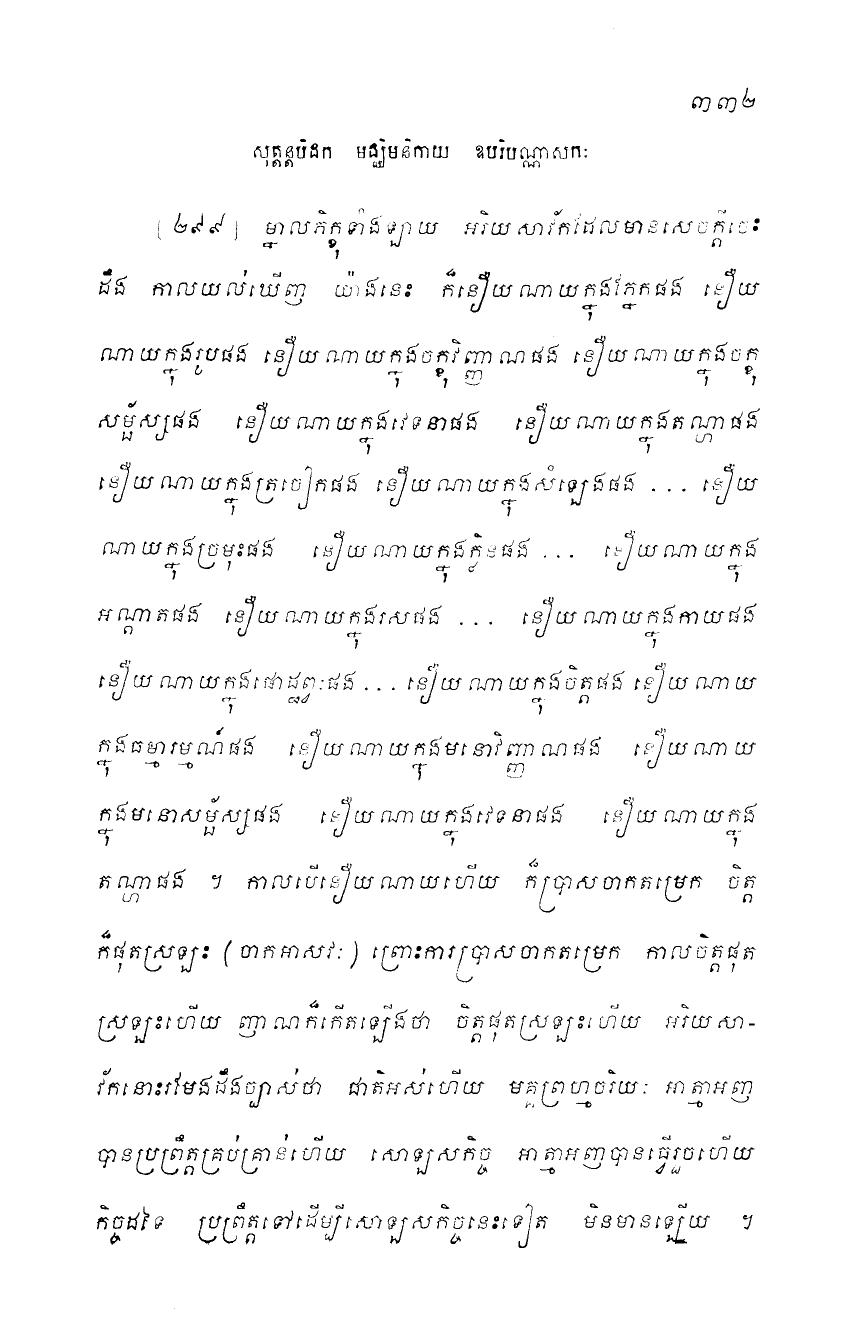 ៣៣២
សុត្តន្តបិដក មជ្ឈិមនិកាយ ឧបរិបណ្ណាសកៈ
[២៩៩] ម្នាលភិក្ខុទាំងឡាយ អរិយសាវ័កដែលមានសេចក្តីចេះ
ដឹង កាលយល់ឃើញ យ៉ាងនេះ ក៏នឿយណាយក្នុងភ្នែកផង នឿយ
ណាយក្នុងរូបផង នឿយណាយក្នុងចក្ខុវិញ្ញាណផង នឿយណាយក្នុងចក្ខុ
សម្ផ័ស្សផង នឿយណាយក្នុងវេទនាផង នឿយណាយក្នុងតណ្ហាផង
នឿយណាយក្នុងត្រចៀកផង នឿយណាយក្នុងសំឡេងផង ... នឿយ
ណាយក្នុងច្រមុះផង នឿយណាយក្នុងក្លិនផង ... នឿយណាយក្នុង
អណ្តាតផង នឿយណាយក្នុងរសផង ... នឿយណាយក្នុងកាយផង
នឿយណាយក្នុងផោដ្ឋព្វៈផង ... នឿយណាយក្នុងចិត្តផង នឿយណាយ
ក្នុងធម្មារម្មណ៍ផង នឿយណាយក្នុងមនោវិញ្ញាណផង នឿយណាយ
ក្នុងមនោសម្ផ័ស្សផង នឿយណាយក្នុងវេទនាផង នឿយណាយក្នុង
តណ្ហាផង ។ កាលបើនឿយណាយហើយ ក៏ប្រាសចាកតម្រេក ចិត្ត
ក៏ផុតស្រឡះ (ចាកអាសវៈ) ព្រោះការប្រាសចាកតម្រេក កាលចិត្តផុត
ស្រឡះហើយ ញាណក៏កើតឡើងថា ចិត្តផុតស្រឡះហើយ អរិយសា-
វ័កនោះរមែងដឹងច្បាស់ថា ជាតិអស់ហើយ មគ្គព្រហ្មចរិយៈ អាត្មាអញ
បានប្រព្រឹត្តគ្រប់គ្រាន់ហើយ សោឡសកិច្ច អាត្មាអញបានធ្វើរួចហើយ
កិច្ចដទៃ ប្រព្រឹត្តទៅដើម្បីសោឡសកិច្ចនេះទៀត មិនមានឡើយ ។